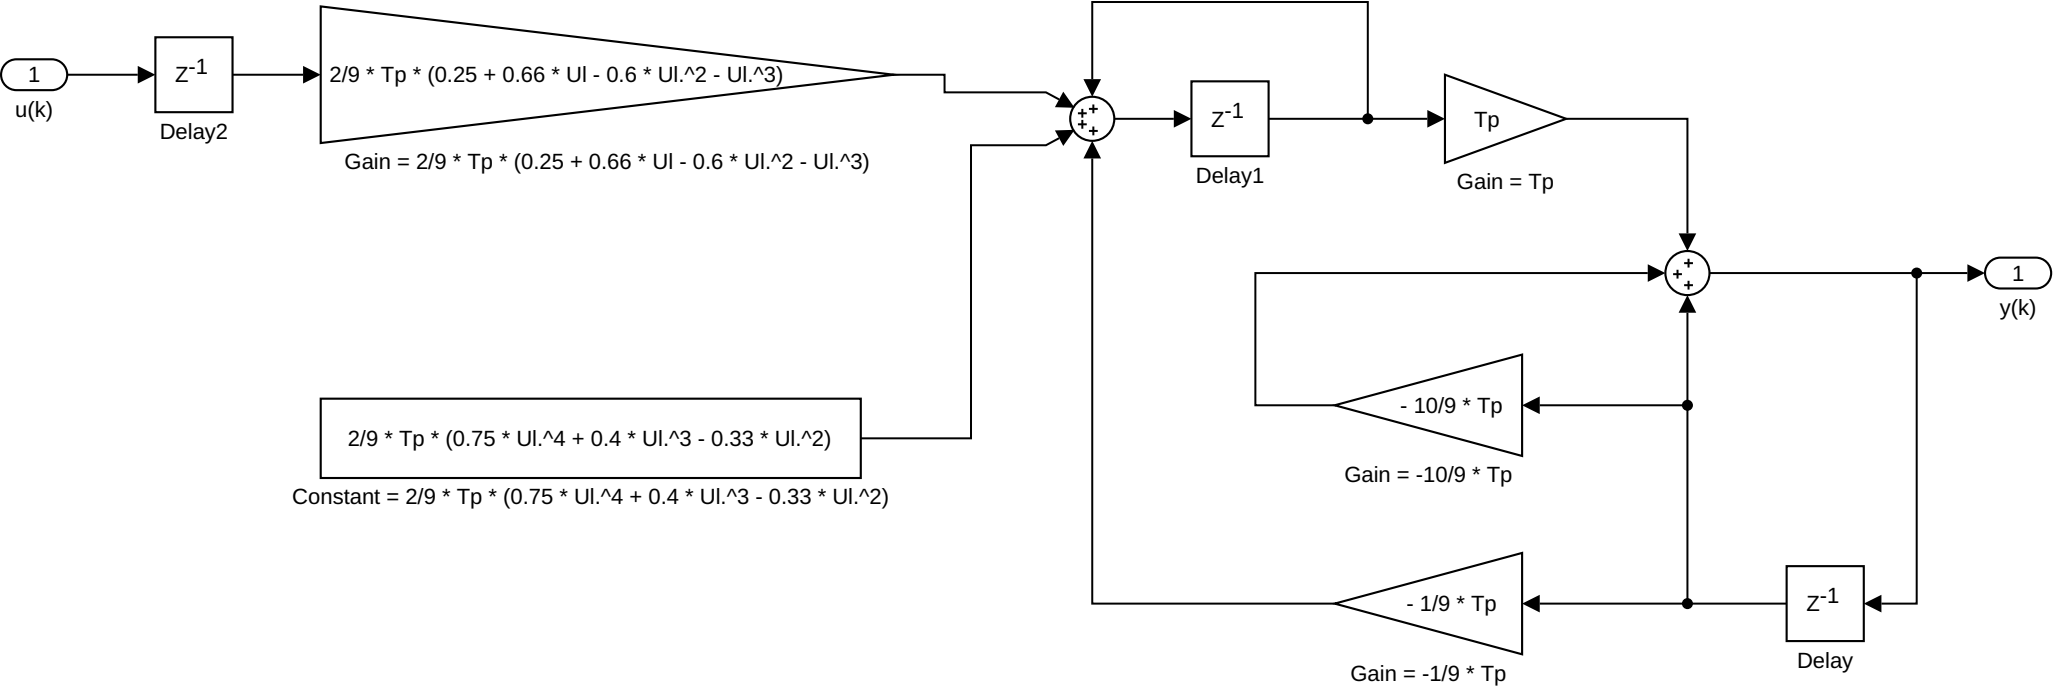 1
u(k)
Z-1
Delay2
2/9 * Tp * (0.25 + 0.66 * Ul - 0.6 * Ul.^2 - Ul.^3)
Gain = 2/9 * Tp * (0.25 + 0.66 * Ul - 0.6 * Ul.^2 - Ul.^3)
2/9 * Tp * (0.75 * Ul.^4 + 0.4 * Ul.^3 - 0.33 * Ul.^2)
Constant = 2/9 * Tp * (0.75 * Ul.^4 + 0.4 * Ul.^3 - 0.33 * Ul.^2)
+
+
+
+
Z-1
Delay1
Tp
Gain = Tp
+
+
+
1
y(k)
- 10/9 * Tp
Gain = -10/9 * Tp
- 1/9 * Tp
Gain = -1/9 * Tp
Z-1
Delay